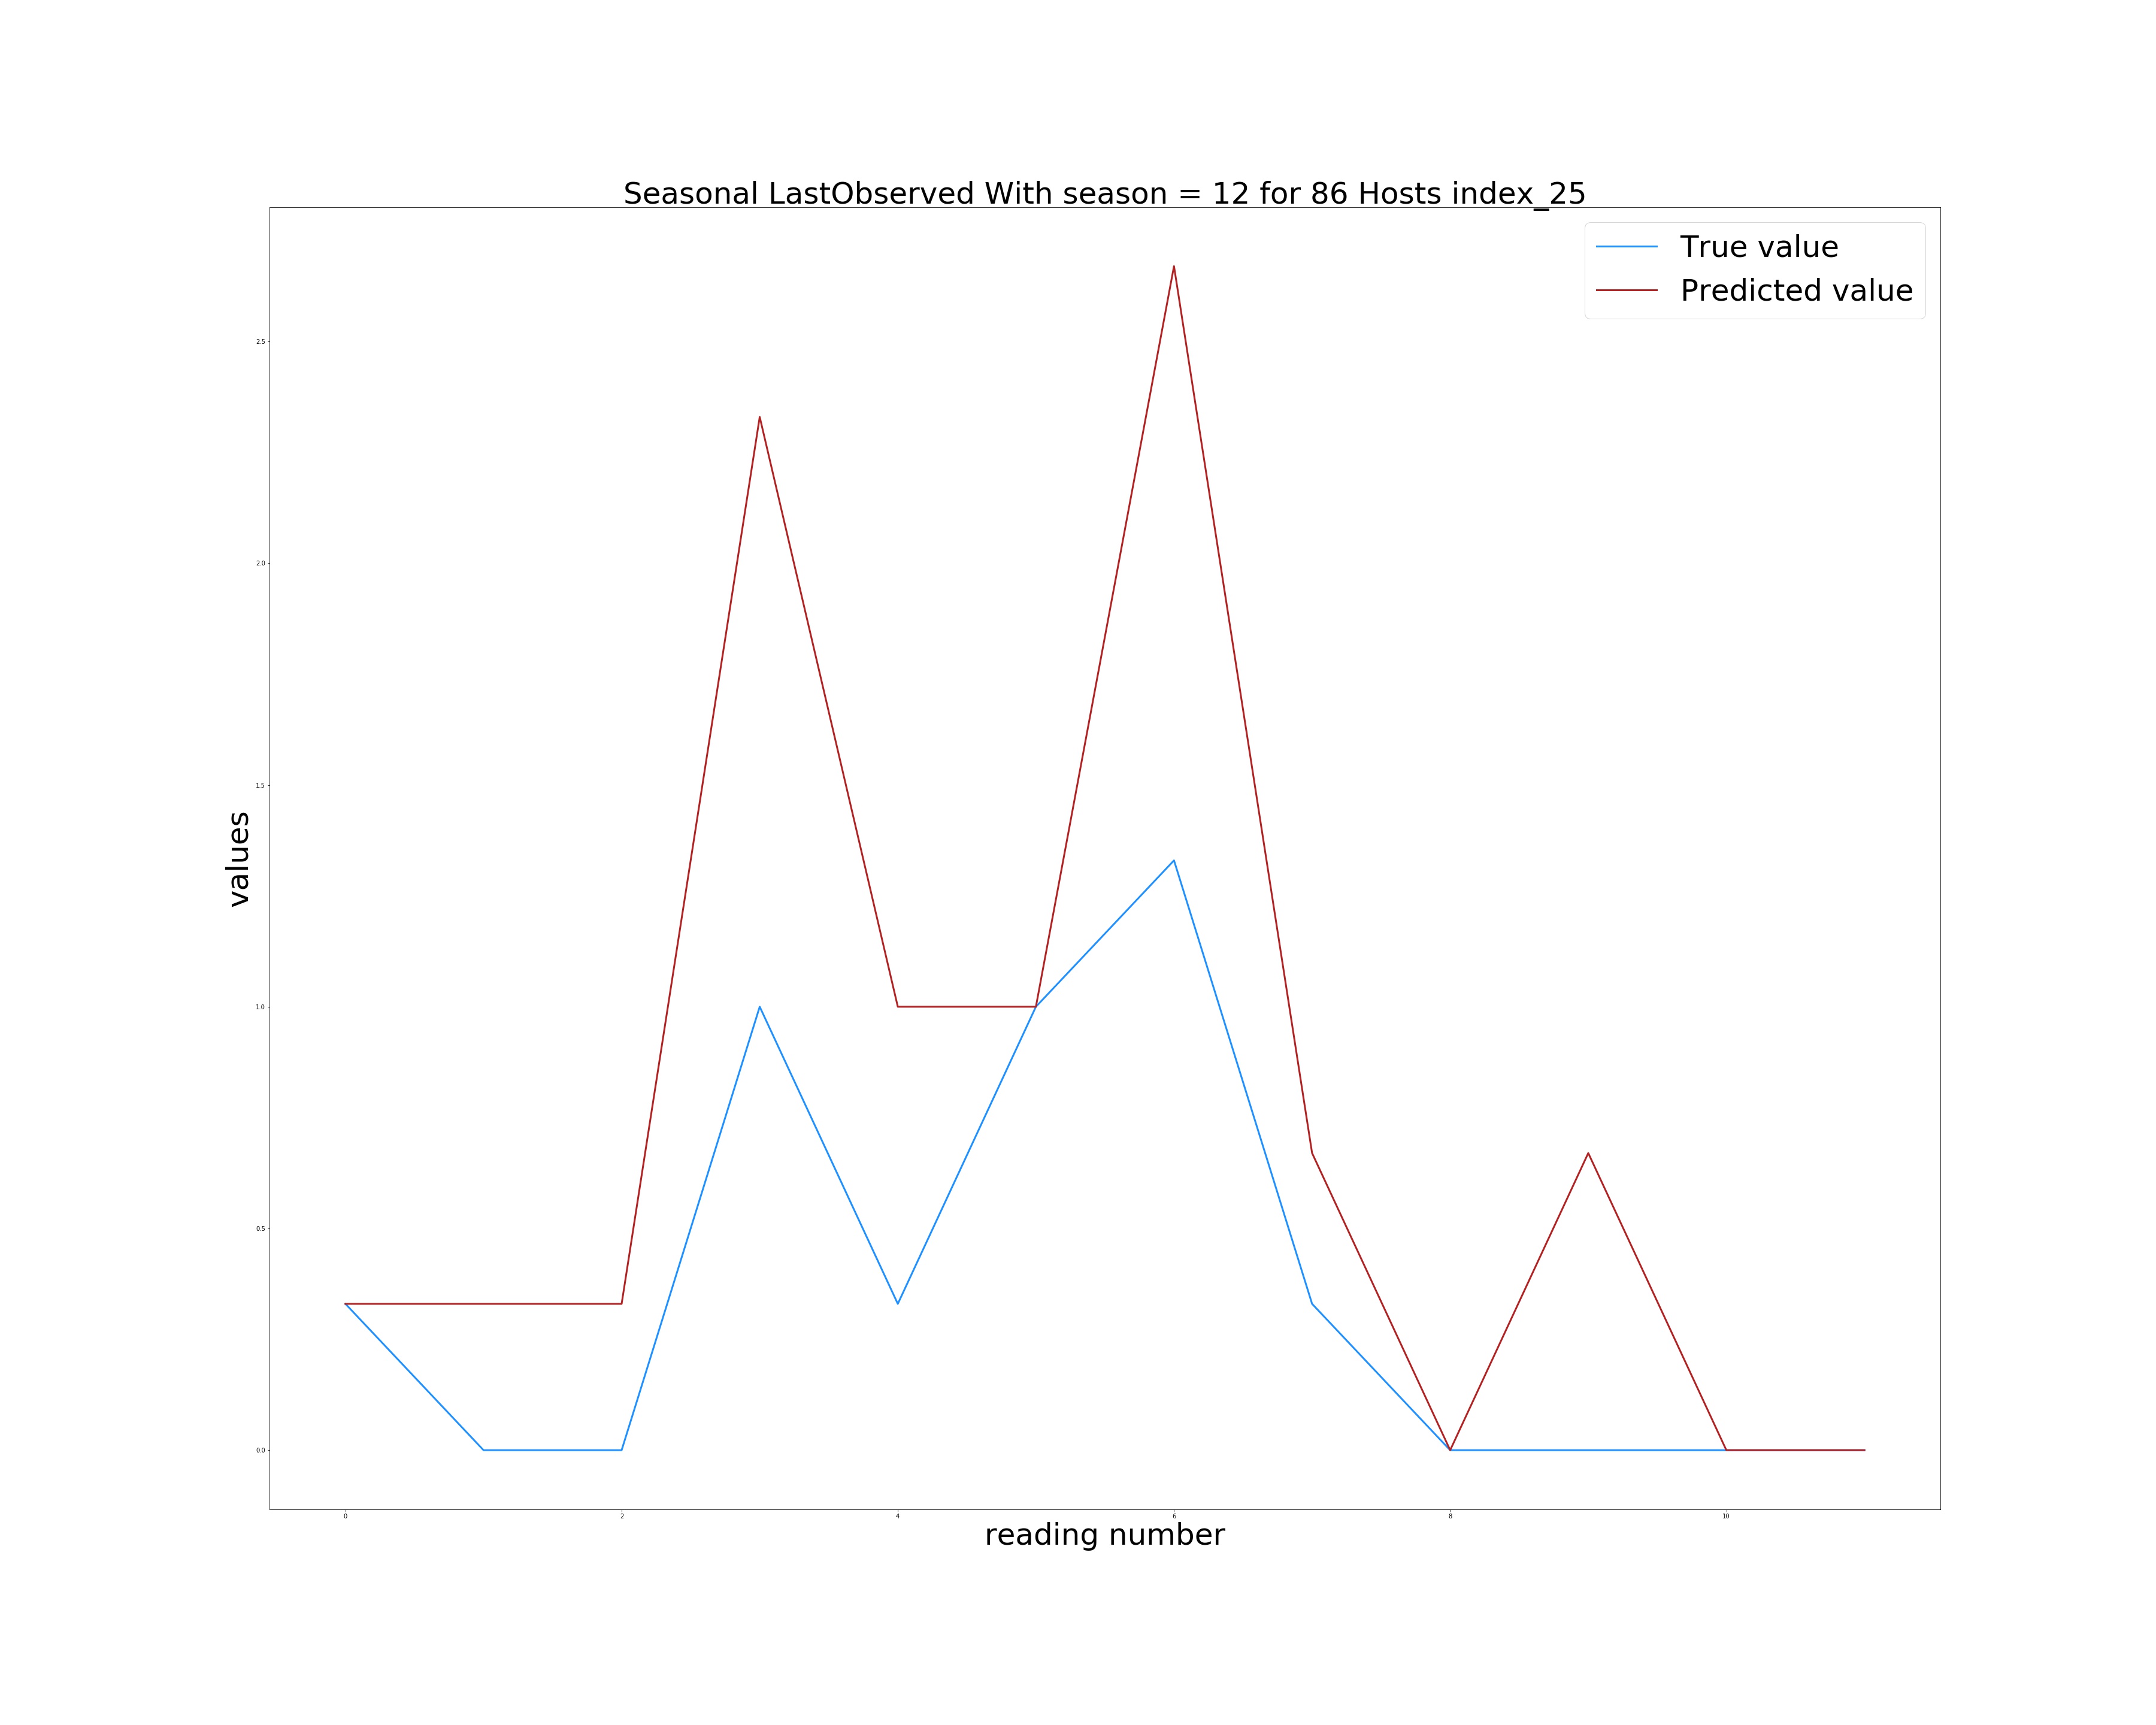 Seasonal LastObserved With season = 12 for 86 Hosts index_25
True value
Predicted value
2.5
2.0
1.5
1.0
0.5
0.0
values
0 2 4 6 8 10
reading number